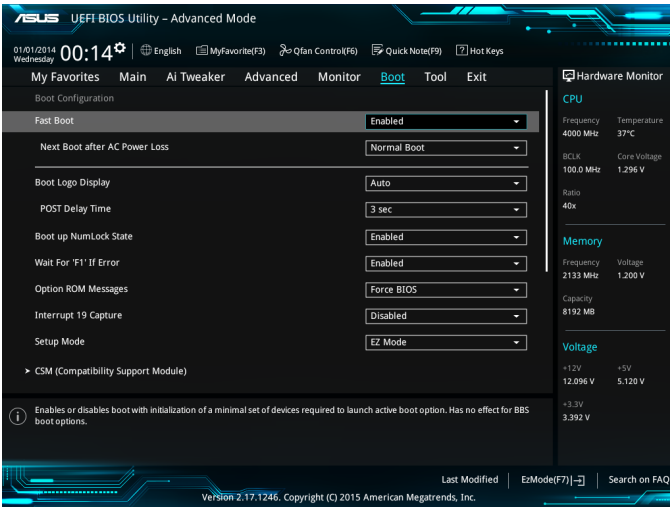 ASUS UEFI BIOS Utility – Advanced Mode
01/01/2014 Wednesday 00:14 English MyFavorite(F3) Qfan Control(F6) Quick Note(F9) ? Hot Keys
My Favorites Main Ai Tweaker Advanced Monitor Boot Tool Exit
Boot Configuration
Fast Boot Enabled
Next Boot after AC Power Loss Normal Boot
Boot Logo Display Auto
POST Delay Time 3 sec
Boot up NumLock State Enabled
Wait For 'F1' If Error Enabled
Option ROM Messages Force BIOS
Interrupt 19 Capture Disabled
Setup Mode EZ Mode
> CSM (Compatibility Support Module)
Enables or disables boot with initialization of a minimal set of devices required to launch active boot option. Has no effect for BBS
boot options.
Hardware Monitor
CPU
Frequency Temperature
4000 MHz 37°C
BCLK Core Voltage
100.0 MHz 1.296 V
Ratio
40x
Memory
Frequency Voltage
2133 MHz 1.200 V
Capacity
8192 MB
Voltage
+12V +5V
12.096 V 5.120 V
+3.3V
3.392 V
Last Modified EzMode(F7) Search on FAQ
Version 2.17.1246. Copyright (C) 2015 American Megatrends, Inc.